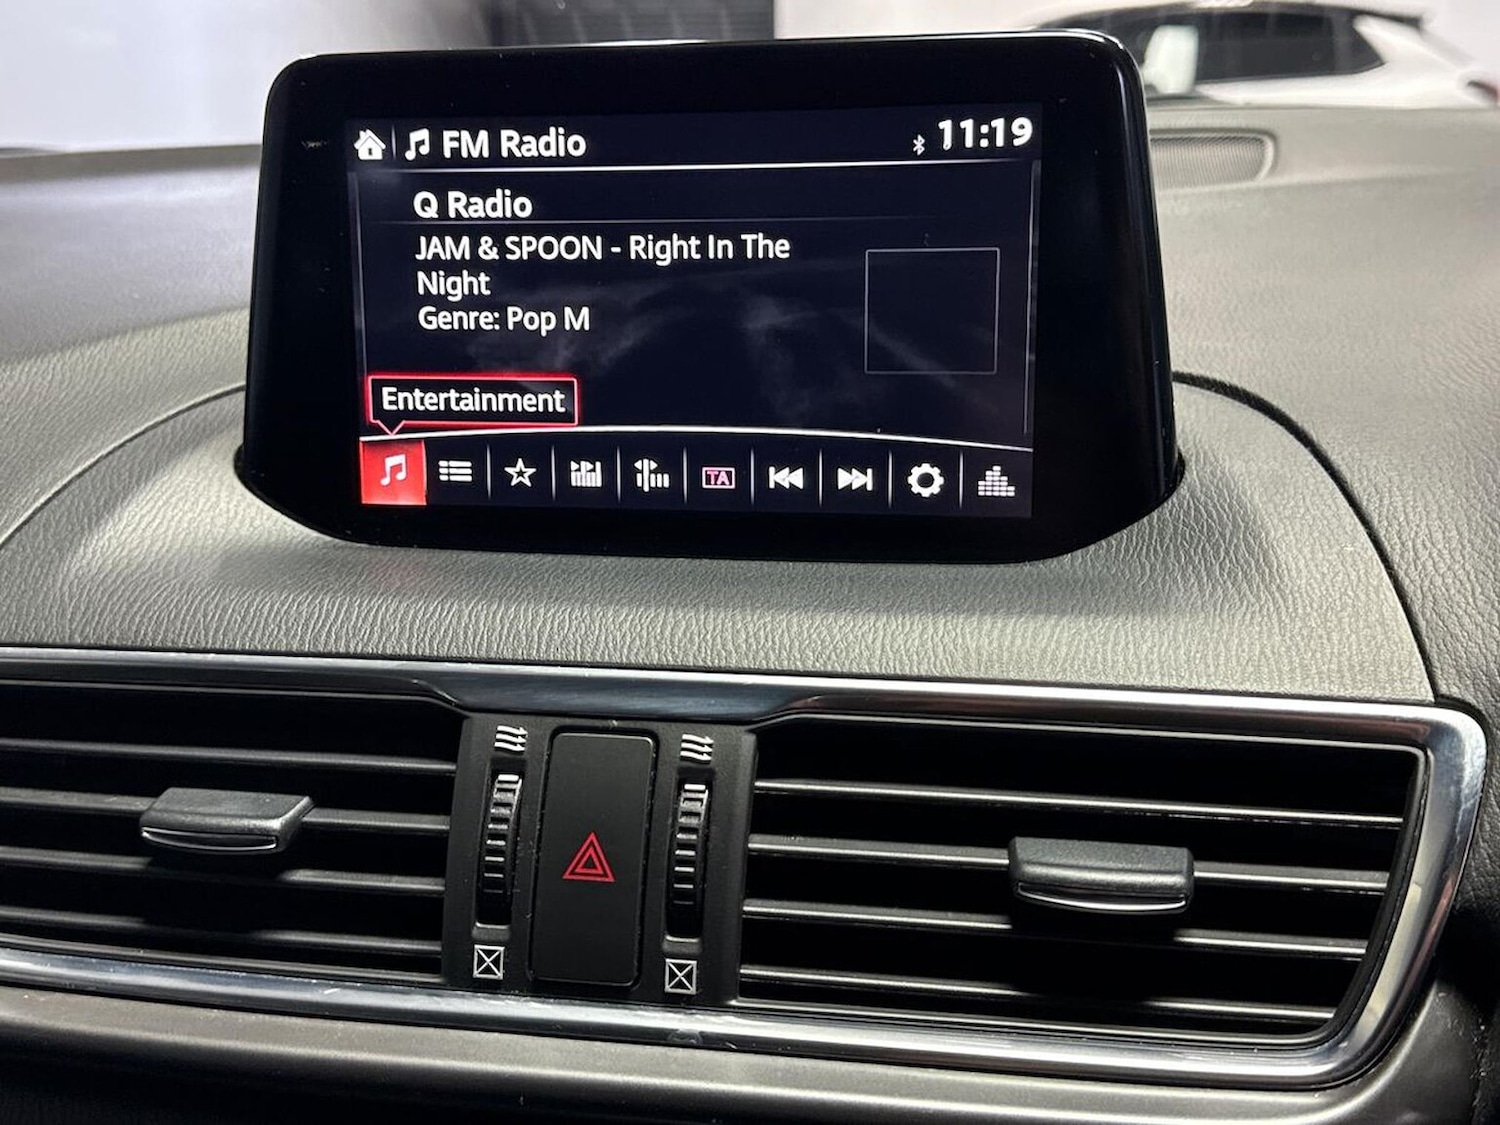 FM Radio
11:19
Q Radio
JAM & SPOON - Right In The
Night
Genre: Pop M
Entertainment
TA